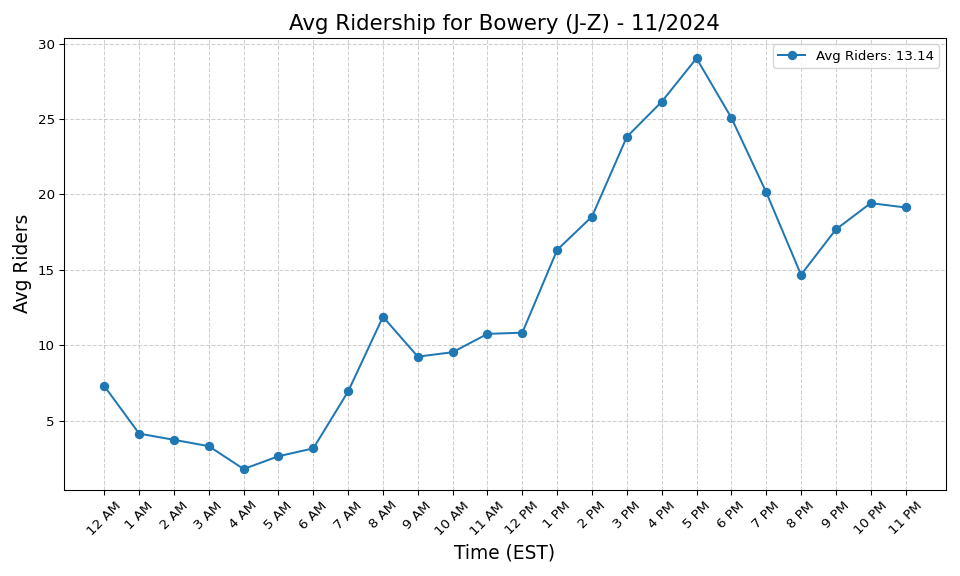 Avg Ridership for Bowery (J-Z) - 11/2024
Avg Riders: 13.14
Avg Riders
30
25
20
15
10
5
12 AM
1 AM
2 AM
3 AM
4 AM
5 AM
6 AM
7 AM
8 AM
9 AM
10 AM
11 AM
12 PM
1 PM
2 PM
3 PM
4 PM
5 PM
6 PM
7 PM
8 PM
9 PM
10 PM
11 PM
Time (EST)